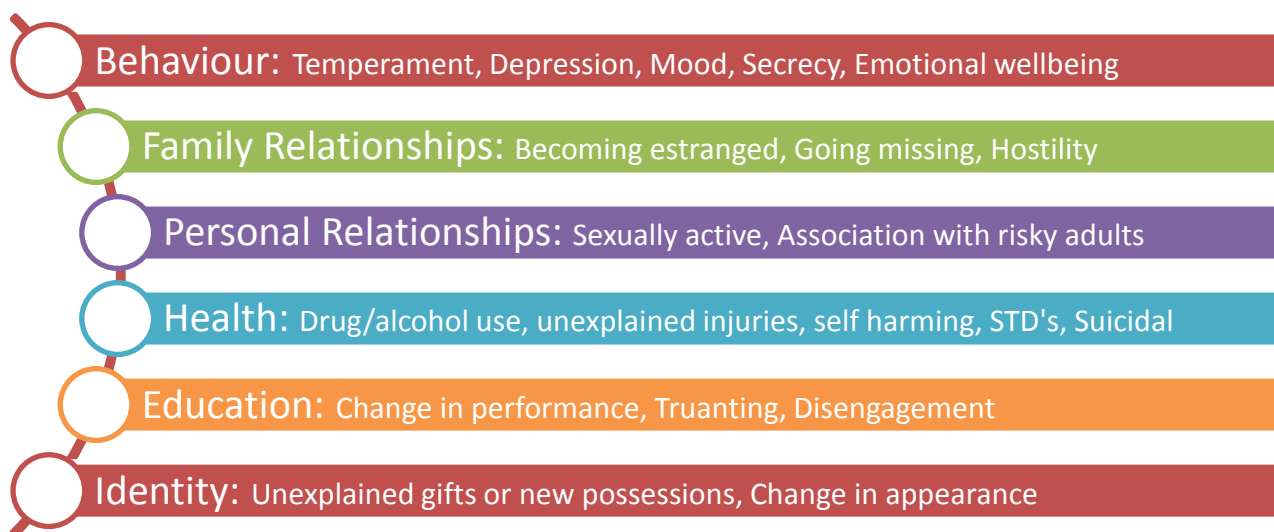 Behaviour: Temperament, Depression, Mood, Secrecy, Emotional wellbeing
Family Relationships: Becoming estranged, Going missing, Hostility
Personal Relationships: Sexually active, Association with risky adults
Health: Drug/alcohol use, unexplained injuries, self harming, STD's, Suicidal
Education: Change in performance, Truanting, Disengagement
Identity: Unexplained gifts or new possessions, Change in appearance